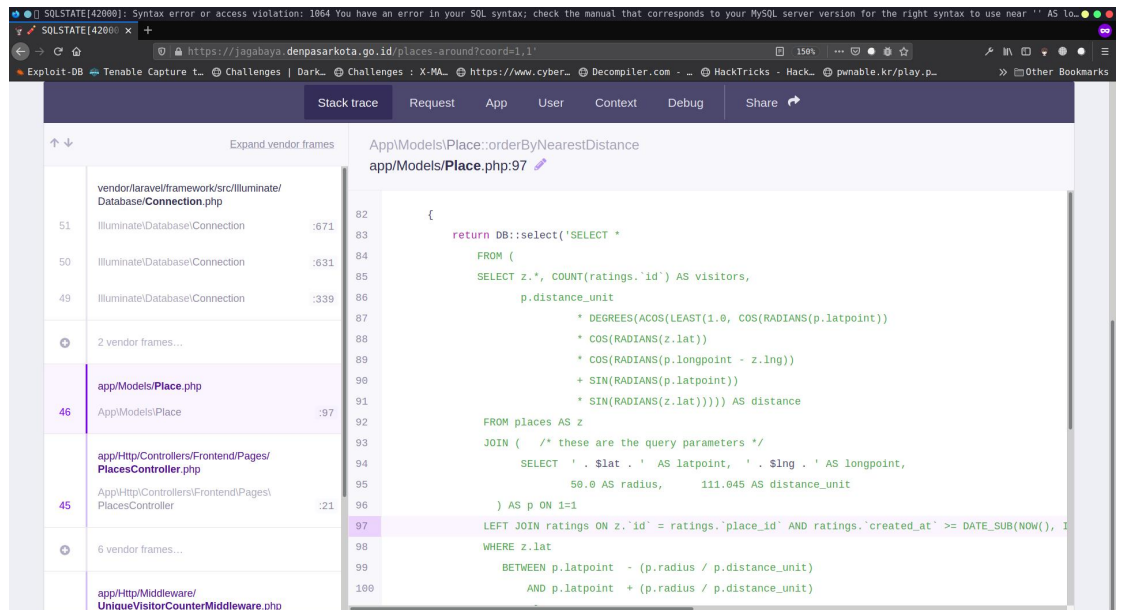 SQLSTATE[42000]: Syntax error or access violation: 1064 You have an error in your SQL syntax; check the manual that corresponds to your MySQL server version for the right syntax to use near '' AS lo…
SQLSTATE[42000 × +
https://jagabaya.denpasarkota.go.id/places-around?coord=1,1'
150%
Exploit-DB Tenable Capture t… Challenges | Dark… Challenges : X-MA… https://www.cyber… Decompiler.com - … HackTricks - Hack… pwnable.kr/play.p… Other Bookmarks
Stack trace Request App User Context Debug Share
Expand vendor frames
App\Models\Place::orderByNearestDistance
app/Models/Place.php:97
vendor/laravel/framework/src/Illuminate/
Database/Connection.php
51 Illuminate\Database\Connection :671
50 Illuminate\Database\Connection :631
49 Illuminate\Database\Connection :339
2 vendor frames…
app/Models/Place.php
46 App\Models\Place :97
app/Http/Controllers/Frontend/Pages/
PlacesController.php
App\Http\Controllers\Frontend\Pages\
45 PlacesController :21
6 vendor frames…
app/Http/Middleware/
UniqueVisitorCounterMiddleware.php
82 {
83 return DB::select('SELECT *
84 FROM (
85 SELECT z.*, COUNT(ratings.`id`) AS visitors,
86 p.distance_unit
87 * DEGREES(ACOS(LEAST(1.0, COS(RADIANS(p.latpoint))
88 * COS(RADIANS(z.lat))
89 * COS(RADIANS(p.longpoint - z.lng))
90 + SIN(RADIANS(p.latpoint))
91 * SIN(RADIANS(z.lat))))) AS distance
92 FROM places AS z
93 JOIN ( /* these are the query parameters */
94 SELECT ' . $lat . ' AS latpoint, ' . $lng . ' AS longpoint,
95 50.0 AS radius, 111.045 AS distance_unit
96 ) AS p ON 1=1
97 LEFT JOIN ratings ON z.`id` = ratings.`place_id` AND ratings.`created_at` >= DATE_SUB(NOW(), I
98 WHERE z.lat
99 BETWEEN p.latpoint - (p.radius / p.distance_unit)
100 AND p.latpoint + (p.radius / p.distance_unit)